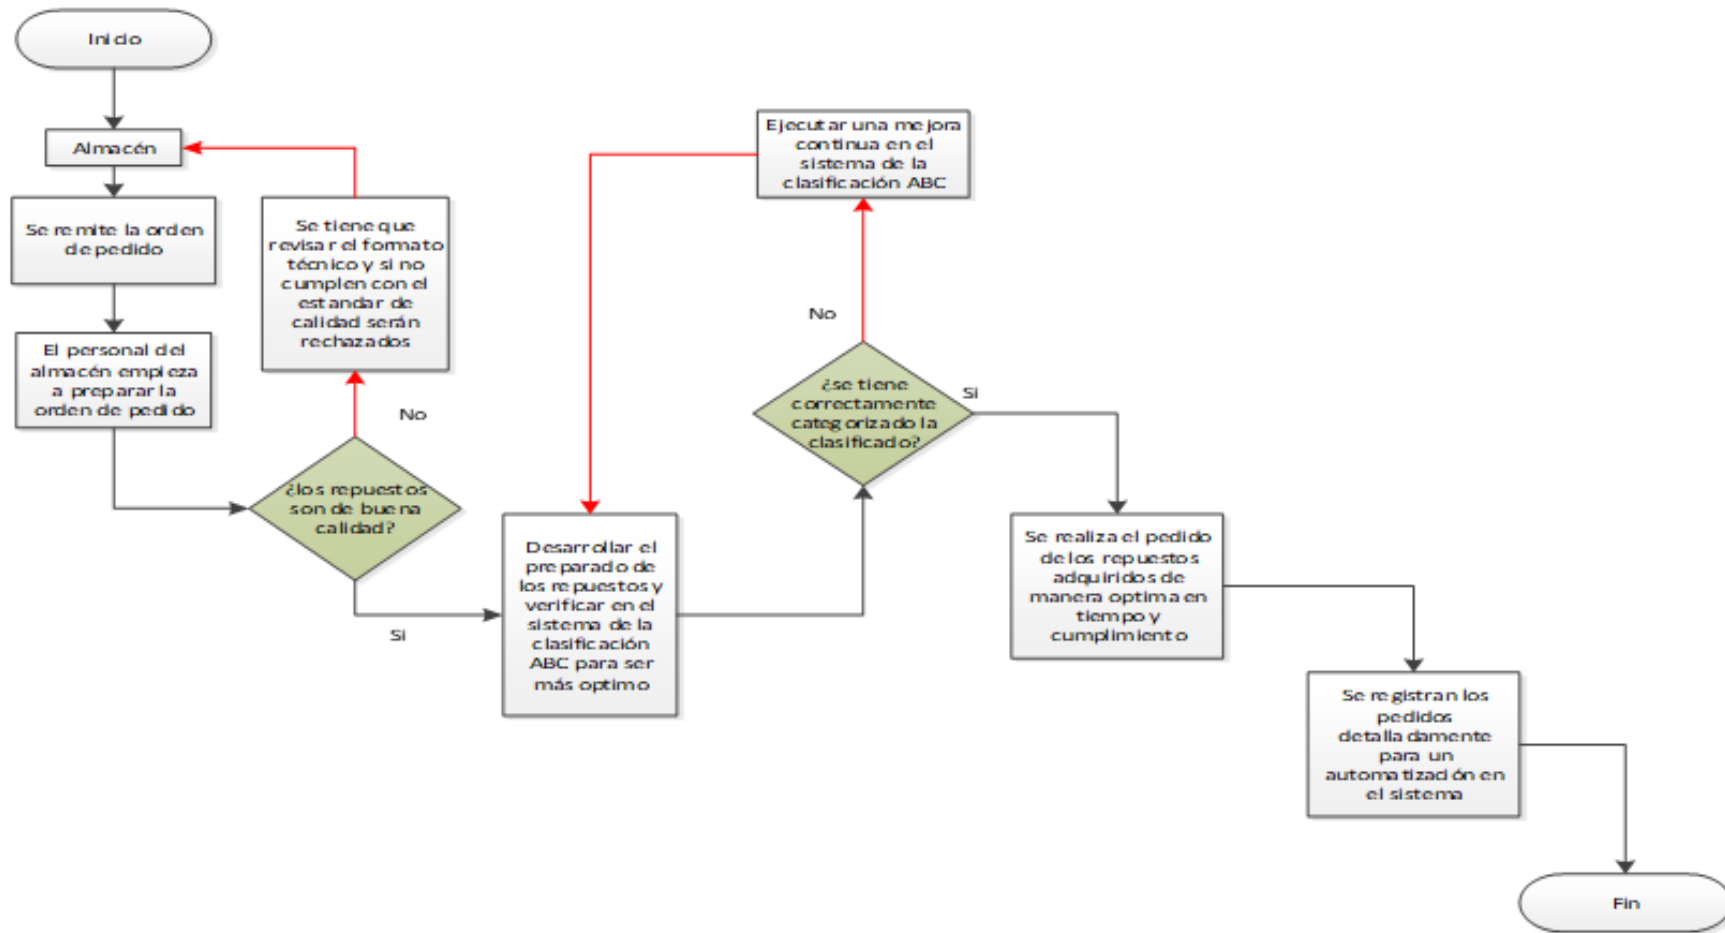 Inicio
Almacén
Se remite la orden
de pedido
El personal del
almacén empieza
a preparar la
orden de pedido
Se tiene que
revisar el formato
técnico y si no
cumplen con el
estandar de
calidad serán
rechazados
No
¿los repuestos
son de buena
calidad?
Si
Desarrollar el
preparado de
los repuestos y
verificar en el
sistema de la
clasificación
ABC para ser
más optimo
Ejecutar una mejora
continua en el
sistema de la
clasificación ABC
No
¿se tiene
correctamente
categorizado la
clasificado?
Si
Se realiza el pedido
de los repuestos
adquiridos de
manera optima en
tiempo y
cumplimiento
Se registran los
pedidos
detalladamente
para un
automatización en
el sistema
Fin